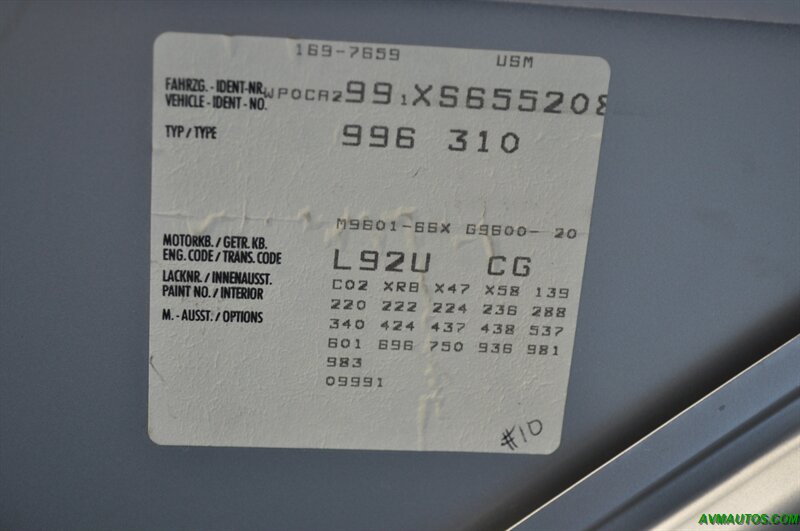 169-7659 USM
FAHRZG. - IDENT-NR. WP0CA2991XS655208
VEHICLE - IDENT - NO.
TYP / TYPE 996 310
M9601-66X G9600- 20
MOTORKB. / GETR. KB.
ENG. CODE / TRANS. CODE
L92U CG
LACKNR. / INNENAUSST.
PAINT NO. / INTERIOR
C02 XRB X47 X58 139
220 222 224 236 288
M. - AUSST. / OPTIONS
340 424 437 438 537
601 696 750 936 981
983
09991
#10
AVMAUTOS.COM